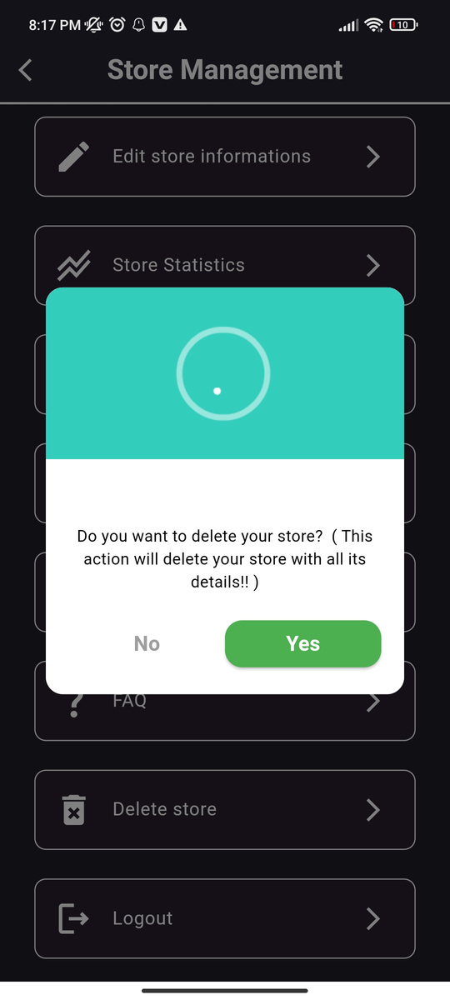 8:17 PM
10
Store Management
Edit store informations
Store Statistics
Do you want to delete your store?  ( This
action will delete your store with all its
details!! )
No
Yes
FAQ
Delete store
Logout